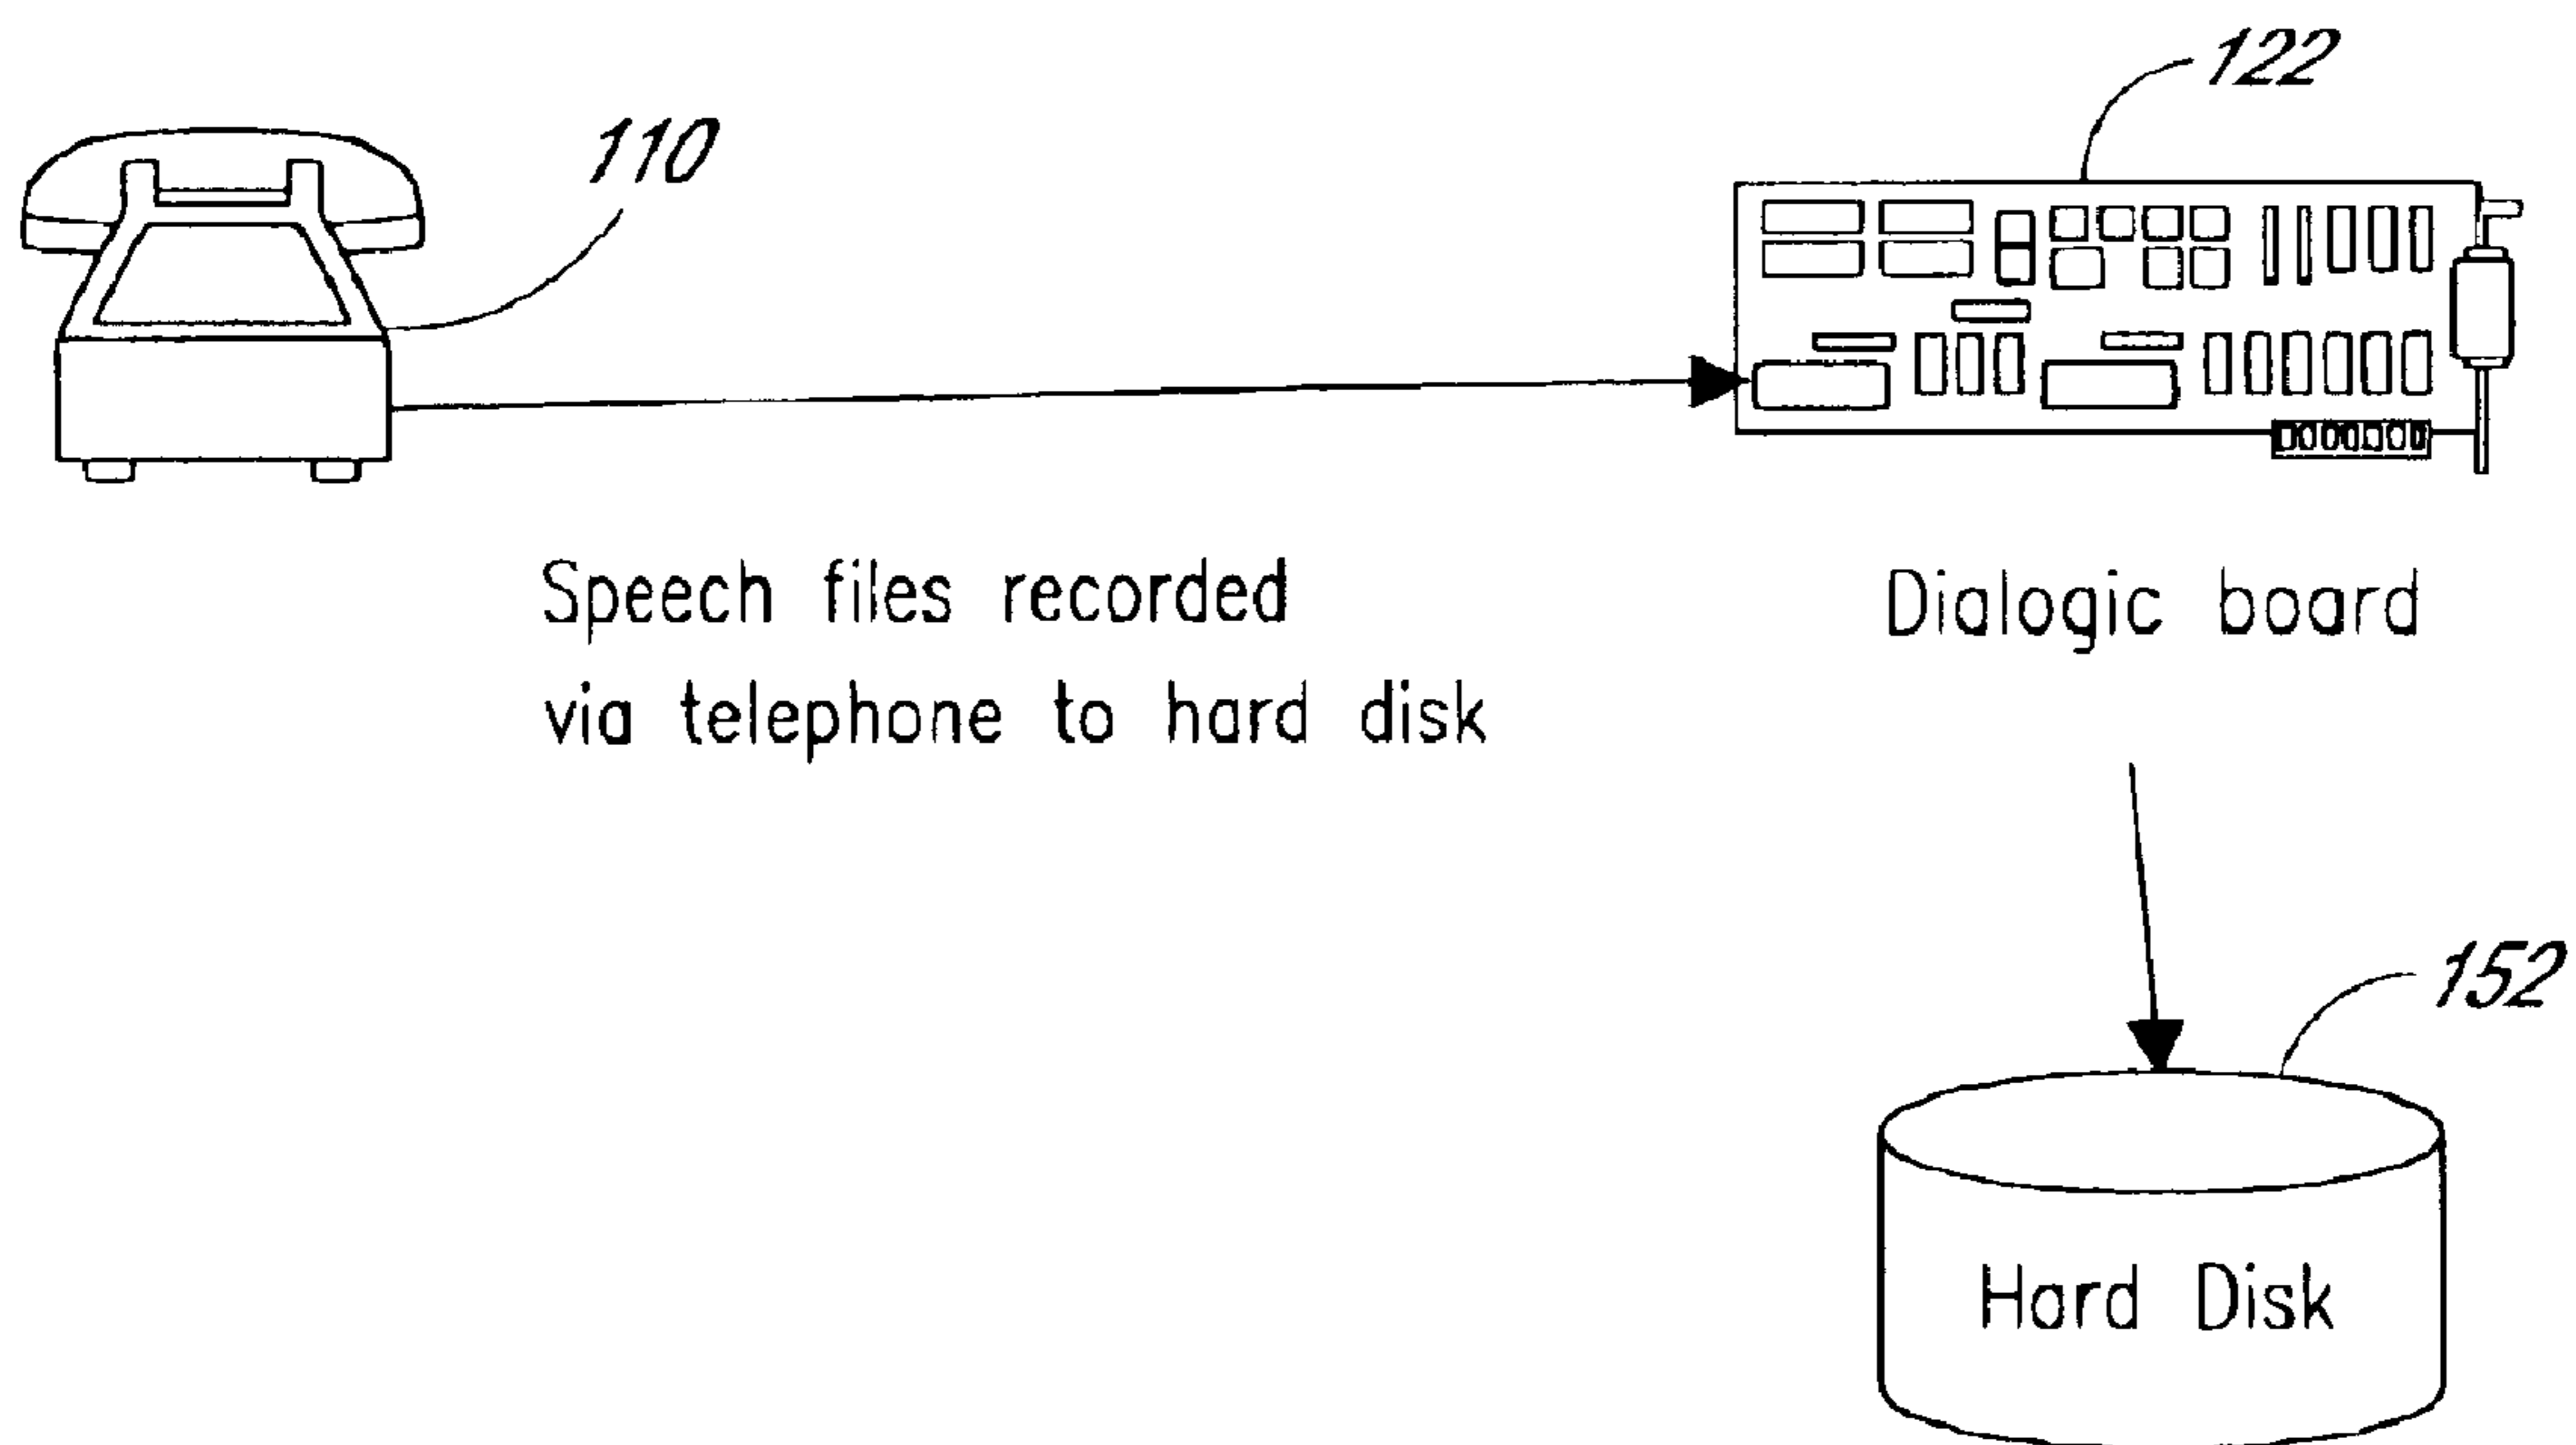 122
110
Speech files recorded
via telephone to hard disk
Dialogic board
152
Hard Disk